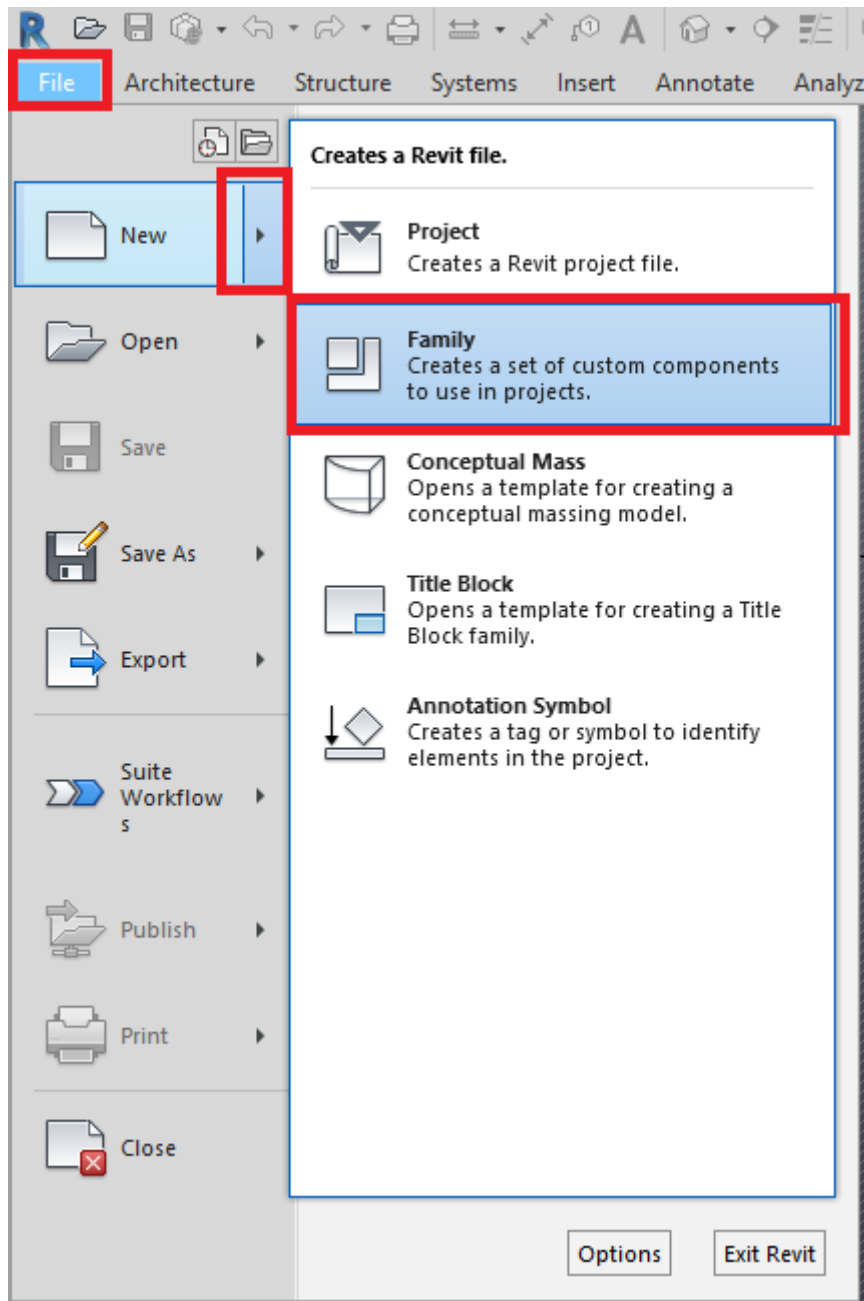 File Architecture Structure Systems Insert Annotate Analyz
Creates a Revit file.
New
Project
Creates a Revit project file.
Open
Family
Creates a set of custom components
to use in projects.
Save
Conceptual Mass
Opens a template for creating a
conceptual massing model.
Save As
Title Block
Opens a template for creating a Title
Block family.
Export
Annotation Symbol
Creates a tag or symbol to identify
elements in the project.
Suite
Workflow
s
Publish
Print
Close
Options Exit Revit